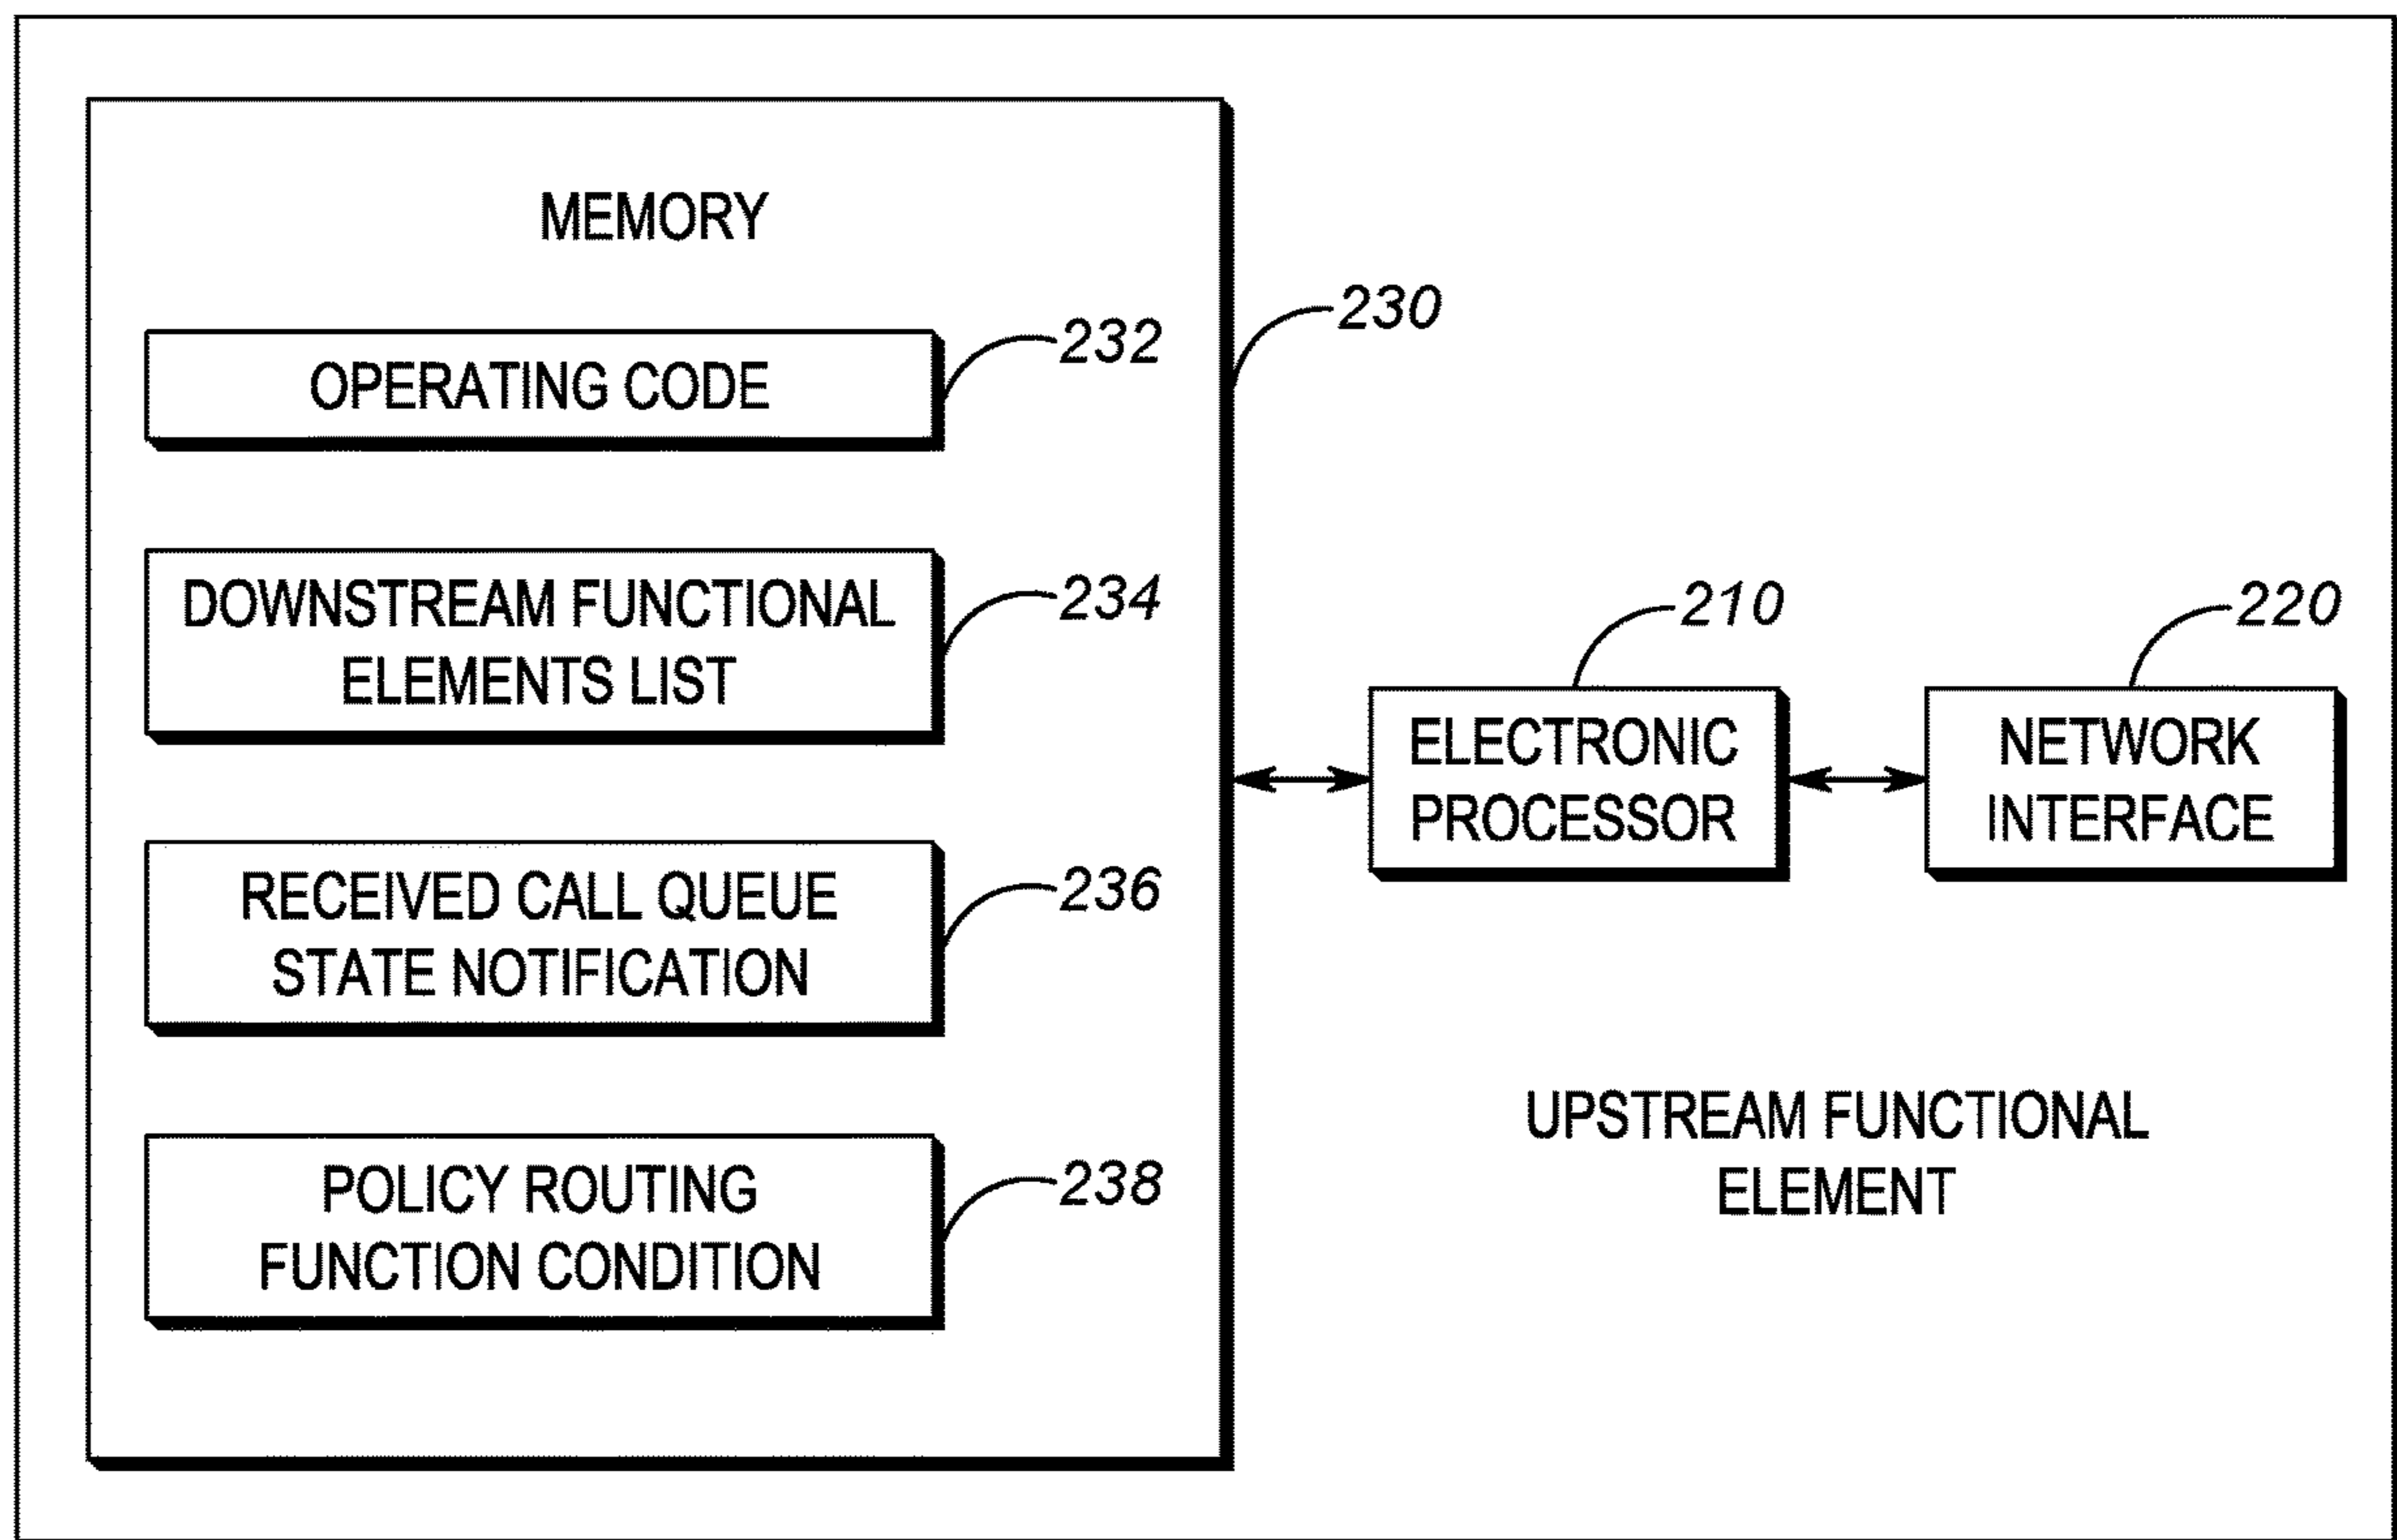 MEMORY
230
OPERATING CODE
232
DOWNSTREAM FUNCTIONAL
ELEMENTS LIST
234
RECEIVED CALL QUEUE
STATE NOTIFICATION
236
POLICY ROUTING
FUNCTION CONDITION
238
ELECTRONIC
PROCESSOR
210
NETWORK
INTERFACE
220
UPSTREAM FUNCTIONAL
ELEMENT